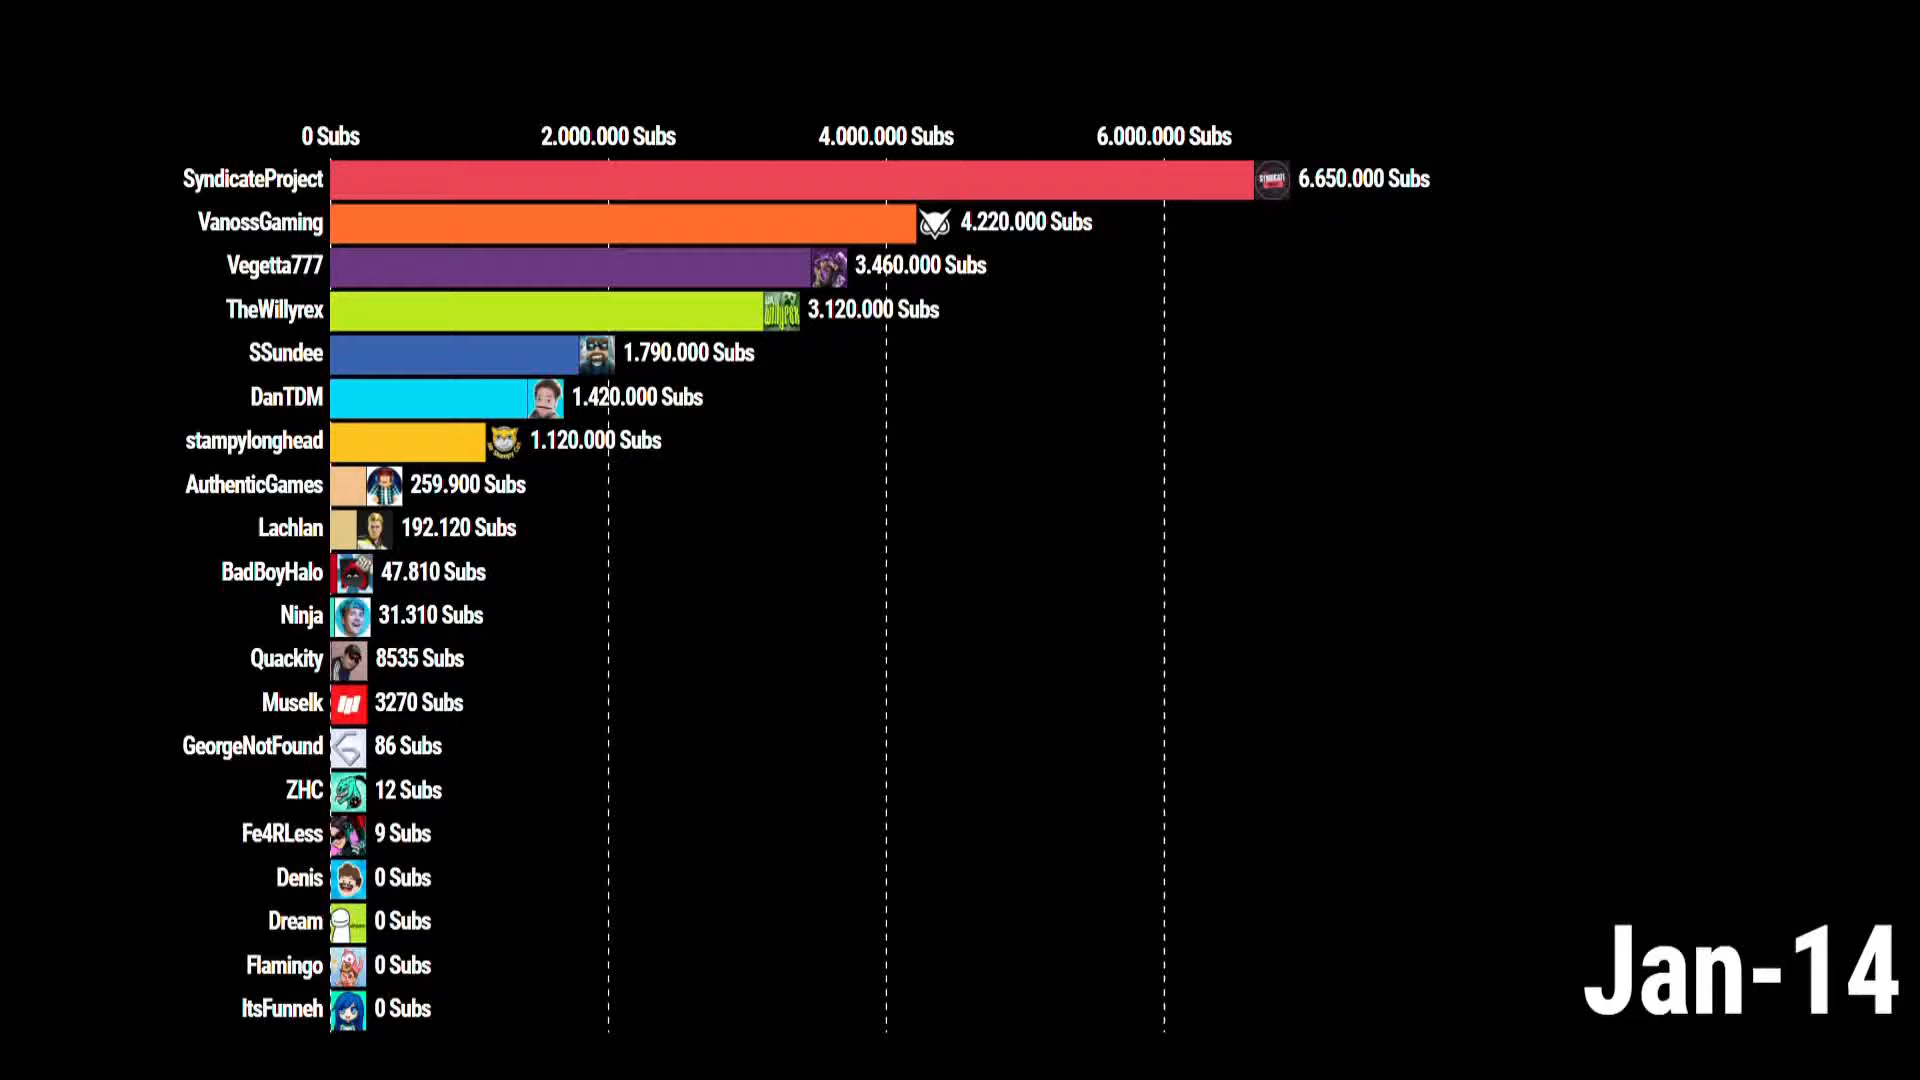 0 Subs 2.000.000 Subs 4.000.000 Subs 6.000.000 Subs
SyndicateProject SYNDICATE 6.650.000 Subs
VanossGaming 4.220.000 Subs
Vegetta777 3.460.000 Subs
TheWillyrex 3.120.000 Subs
SSundee 1.790.000 Subs
DanTDM 1.420.000 Subs
stampylonghead 1.120.000 Subs
AuthenticGames 259.900 Subs
Lachlan 192.120 Subs
BadBoyHalo 47.810 Subs
Ninja 31.310 Subs
Quackity 8535 Subs
Muselk 3270 Subs
GeorgeNotFound 86 Subs
ZHC 12 Subs
Fe4RLess 9 Subs
Denis 0 Subs
Dream 0 Subs
Flamingo 0 Subs
ItsFunneh 0 Subs
Jan-14